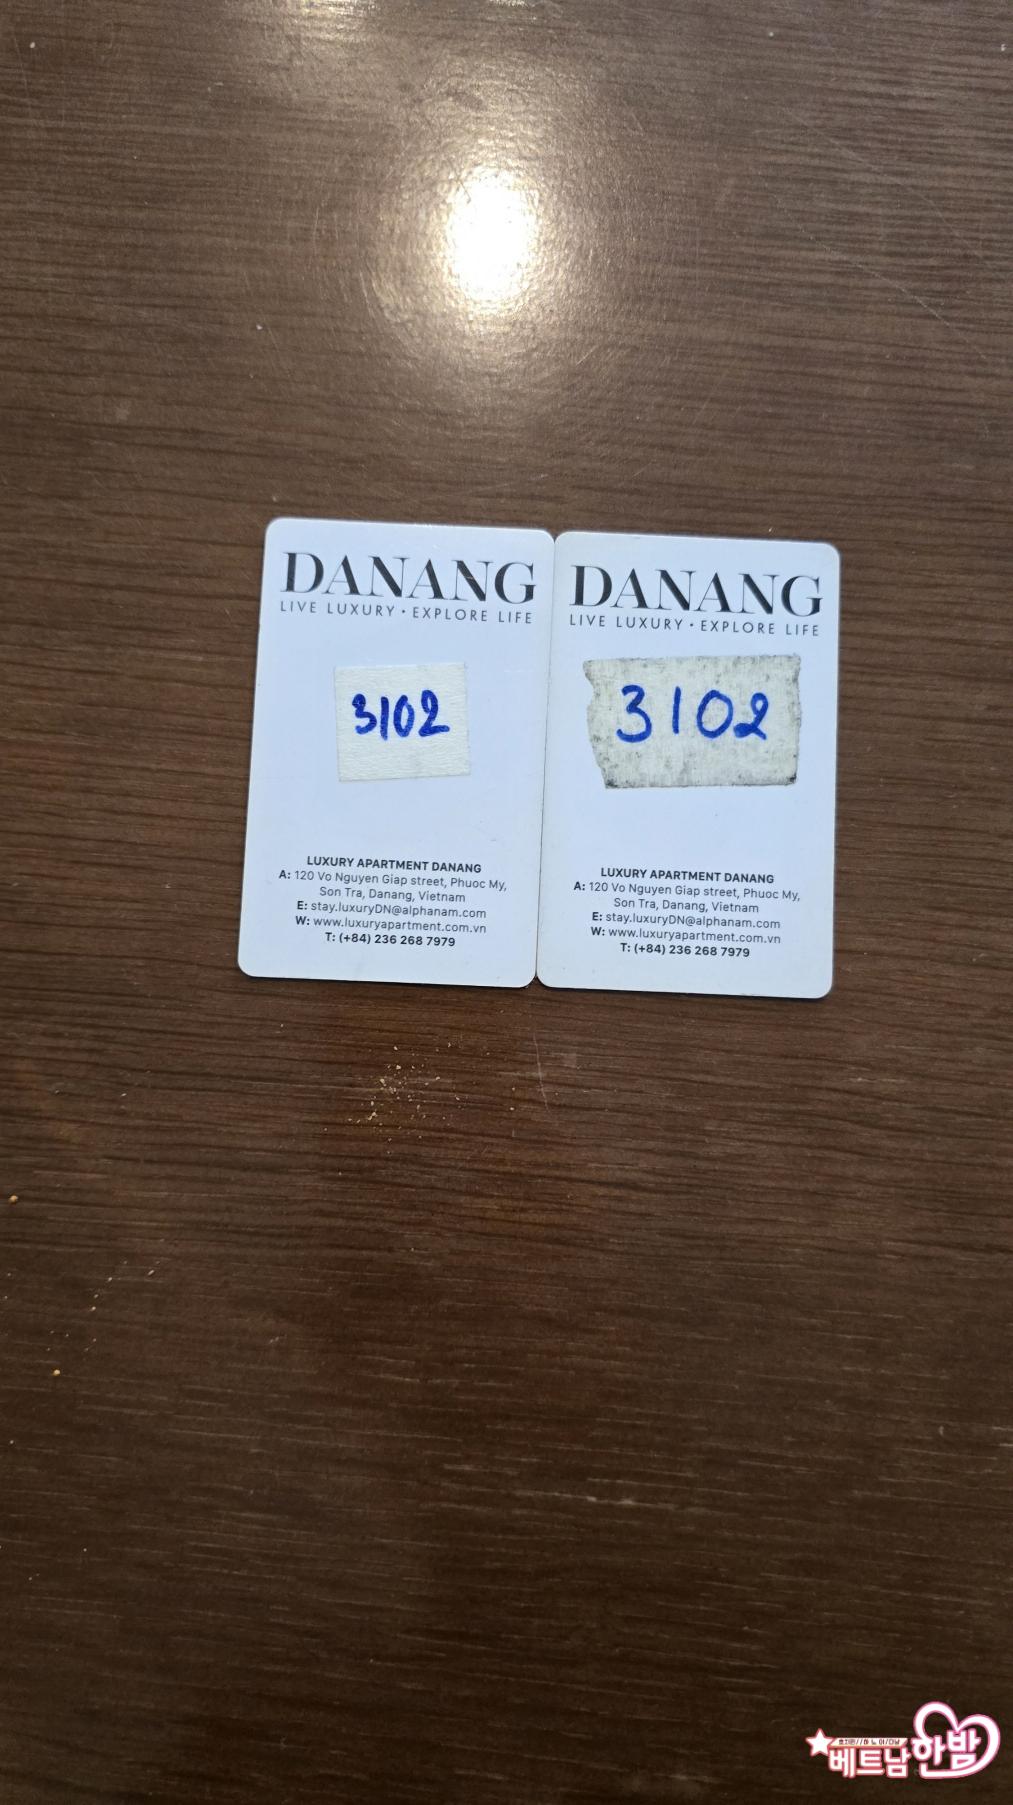 DANANG
LIVE LUXURY • EXPLORE LIFE
3102
LUXURY APARTMENT DANANG
A: 120 Vo Nguyen Giap street, Phuoc My,
Son Tra, Danang, Vietnam
E: stay.luxuryDN@alphanam.com
W: www.luxuryapartment.com.vn
T: (+84) 236 268 7979
DANANG
LIVE LUXURY • EXPLORE LIFE
3102
LUXURY APARTMENT DANANG
A: 120 Vo Nguyen Giap street, Phuoc My,
Son Tra, Danang, Vietnam
E: stay.luxuryDN@alphanam.com
W: www.luxuryapartment.com.vn
T: (+84) 236 268 7979
베트남 한밤